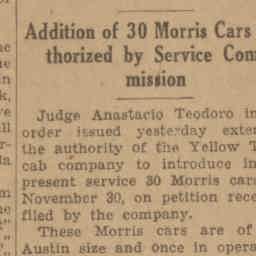 Addition of 30 Morris Cars
thorized by Service Com
mission
Judge Anastacio Teodoro in
order issued yesterday exte
the authority of the Yellow T
cab company to introduce in
present service 30 Morris cars
November 30, on petition rece
filed by the company.
These Morris cars are of
Austin size and once in opera